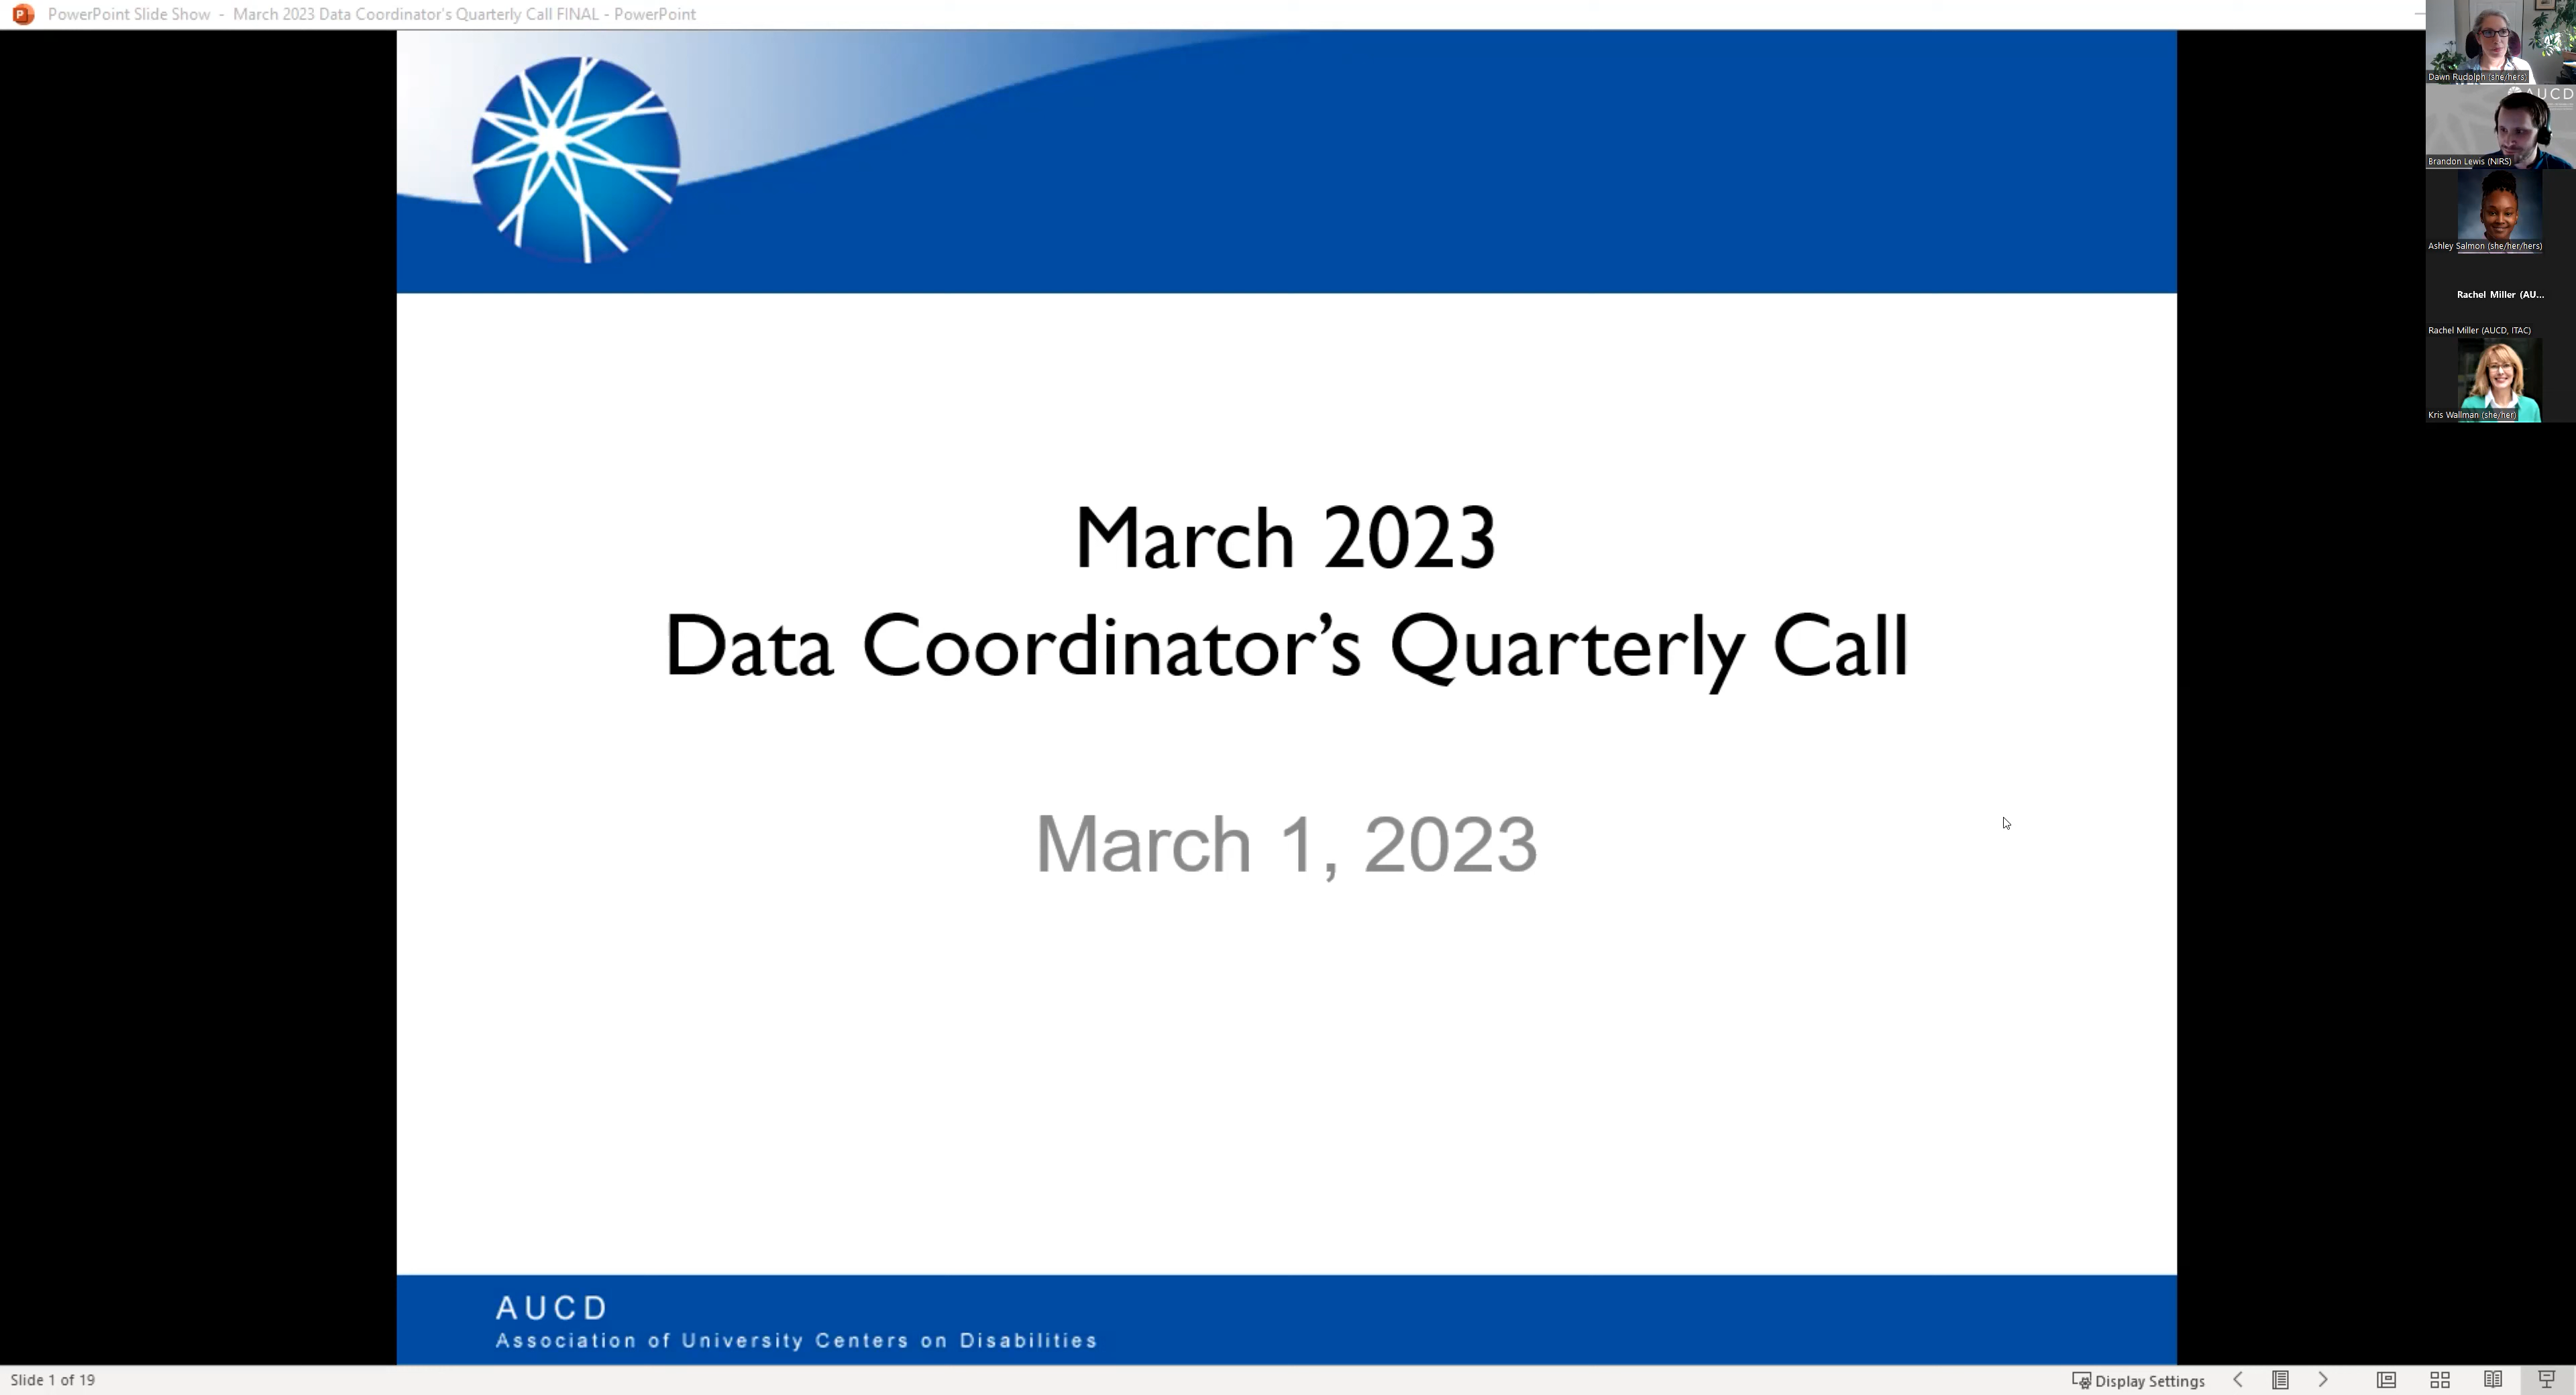 PowerPoint Slide Show - March 2023 Data Coordinator's Quarterly Call FINAL - PowerPoint
March 2023
Data Coordinator’s Quarterly Call
March 1, 2023
AUCD
Association of University Centers on Disabilities
Slide 1 of 19
Display Settings
Dawn Rudolph (she/hers)
AUCD
Brandon Lewis (NIRS)
Ashley Salmon (she/her/hers)
Rachel Miller (AU...
Rachel Miller (AUCD, ITAC)
Kris Wallman (she/her)